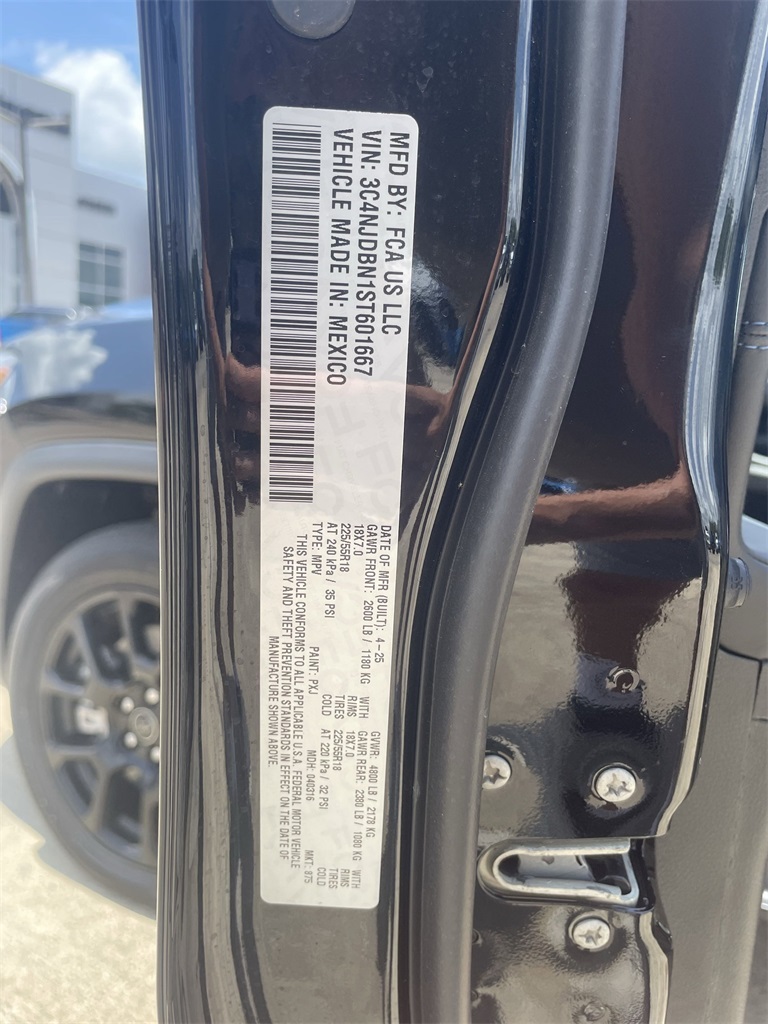 MFD BY: FCA US LLC
VIN: 3C4NJDBN1ST601667
VEHICLE MADE IN: MEXICO
DATE OF MFR (BUILT): 4-25 GVWR: 4800 LB / 2178 KG
GAWR FRONT: 2600 LB / 1180 KG WITH GAWR REAR: 2380 LB / 1080 KG WITH
18X7.0 RIMS 18X7.0 RIMS
225/55R18 TIRES 225/55R18 TIRES
AT 240 kPa / 35 PSI COLD AT 220 kPa / 32 PSI COLD
TYPE: MPV PAINT: PXJ MDH: 040316 MKT: 975
THIS VEHICLE CONFORMS TO ALL APPLICABLE U.S.A. FEDERAL MOTOR VEHICLE
SAFETY AND THEFT PREVENTION STANDARDS IN EFFECT ON THE DATE OF
MANUFACTURE SHOWN ABOVE.